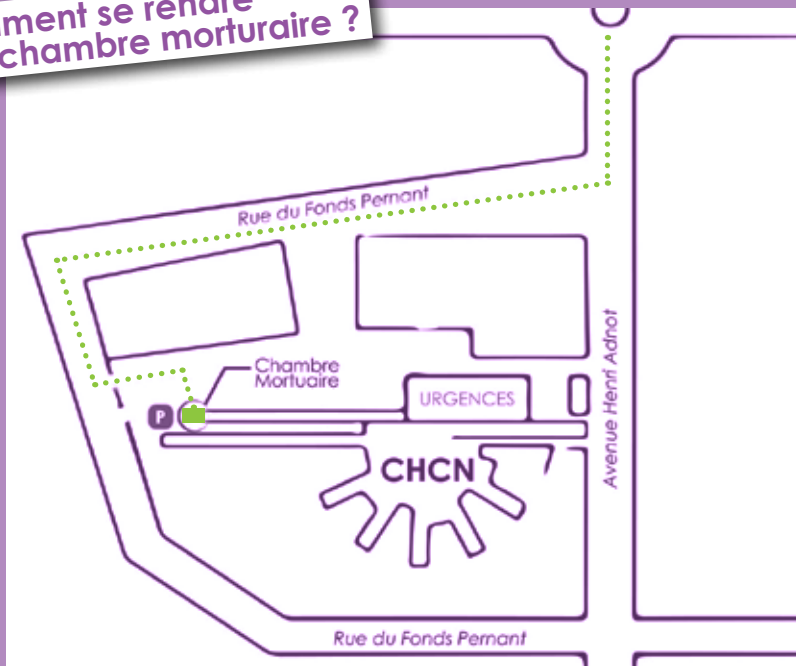 ment se rendre
chambre morturaire ?
Rue du Fonds Pernant
Chambre
Mortuaire
URGENCES
P
CHCN
Avenue Henri Adnot
Rue du Fonds Pernant